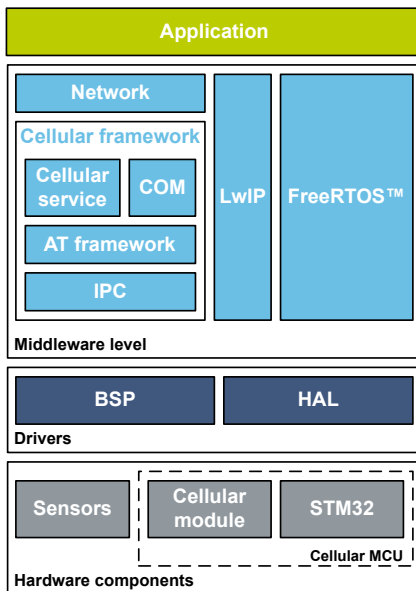 Application
Network
Cellular framework
Cellular
service
COM
AT framework
IPC
LwIP
FreeRTOS™
Middleware level
BSP
HAL
Drivers
Sensors
Cellular
module
STM32
Cellular MCU
Hardware components